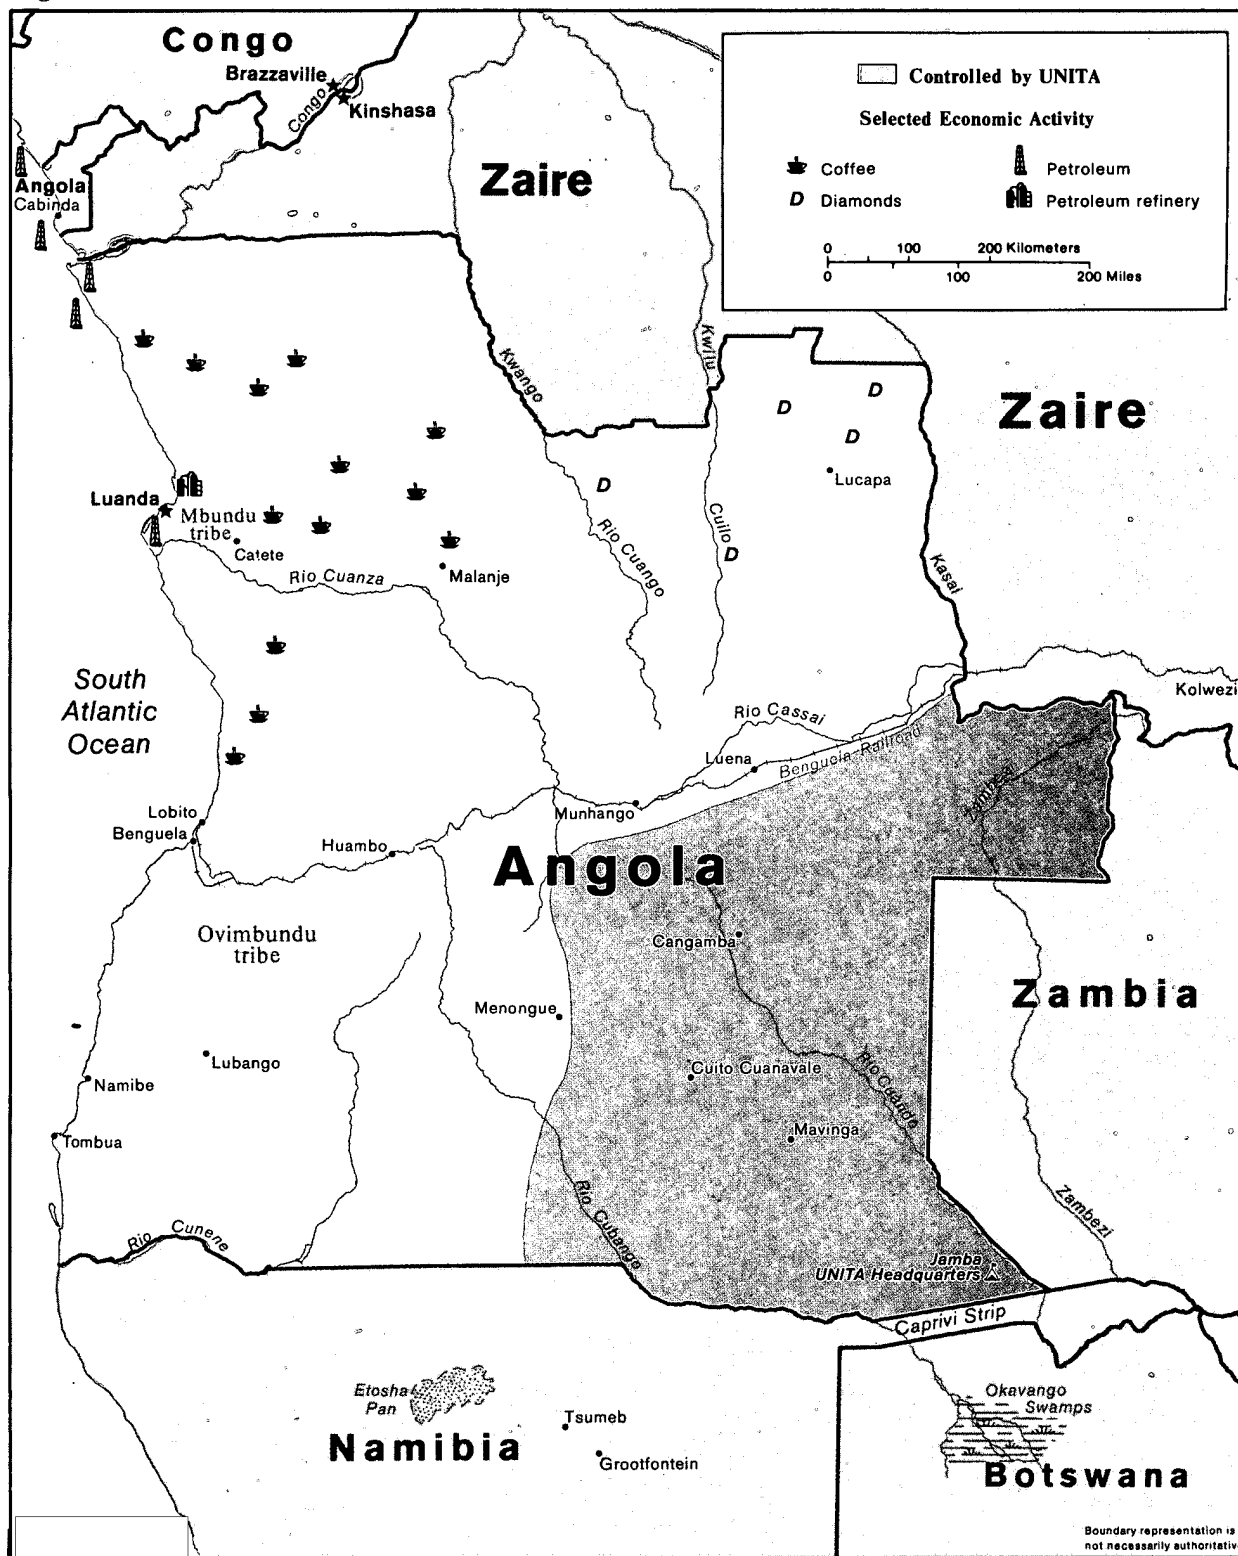 Congo
Brazzaville
Congo
Kinshasa
Controlled by UNITA
Selected Economic Activity
Coffee
Petroleum
D Diamonds
Petroleum refinery
0 100 200 Kilometers
0 100 200 Miles
Zaire
Angola
Cabinda
Kwango
Kwilu
Zaire
D
D
D
D
D
Lucapa
Luanda
Mbundu
tribe
Catete
Rio Cuanza
Malanje
Rio Cuango
Cuilo
Kasai
South
Atlantic
Ocean
Kolwezi
Rio Cassai
Luena
Benguela Railroad
Zambezi
Munhango
Lobito
Benguela
Huambo
Angola
Ovimbundu
tribe
Cangamba
Zambia
Menongue
Lubango
Cuito Cuanavale
Rio Cuando
Namibe
Mavinga
Tombua
Rio Cubango
Zambezi
Rio Cunene
Jamba
UNITA Headquarters
Caprivi Strip
Etosha
Pan
Okavango
Swamps
Tsumeb
Namibia
Grootfontein
Botswana
Boundary representation is
not necessarily authoritativ